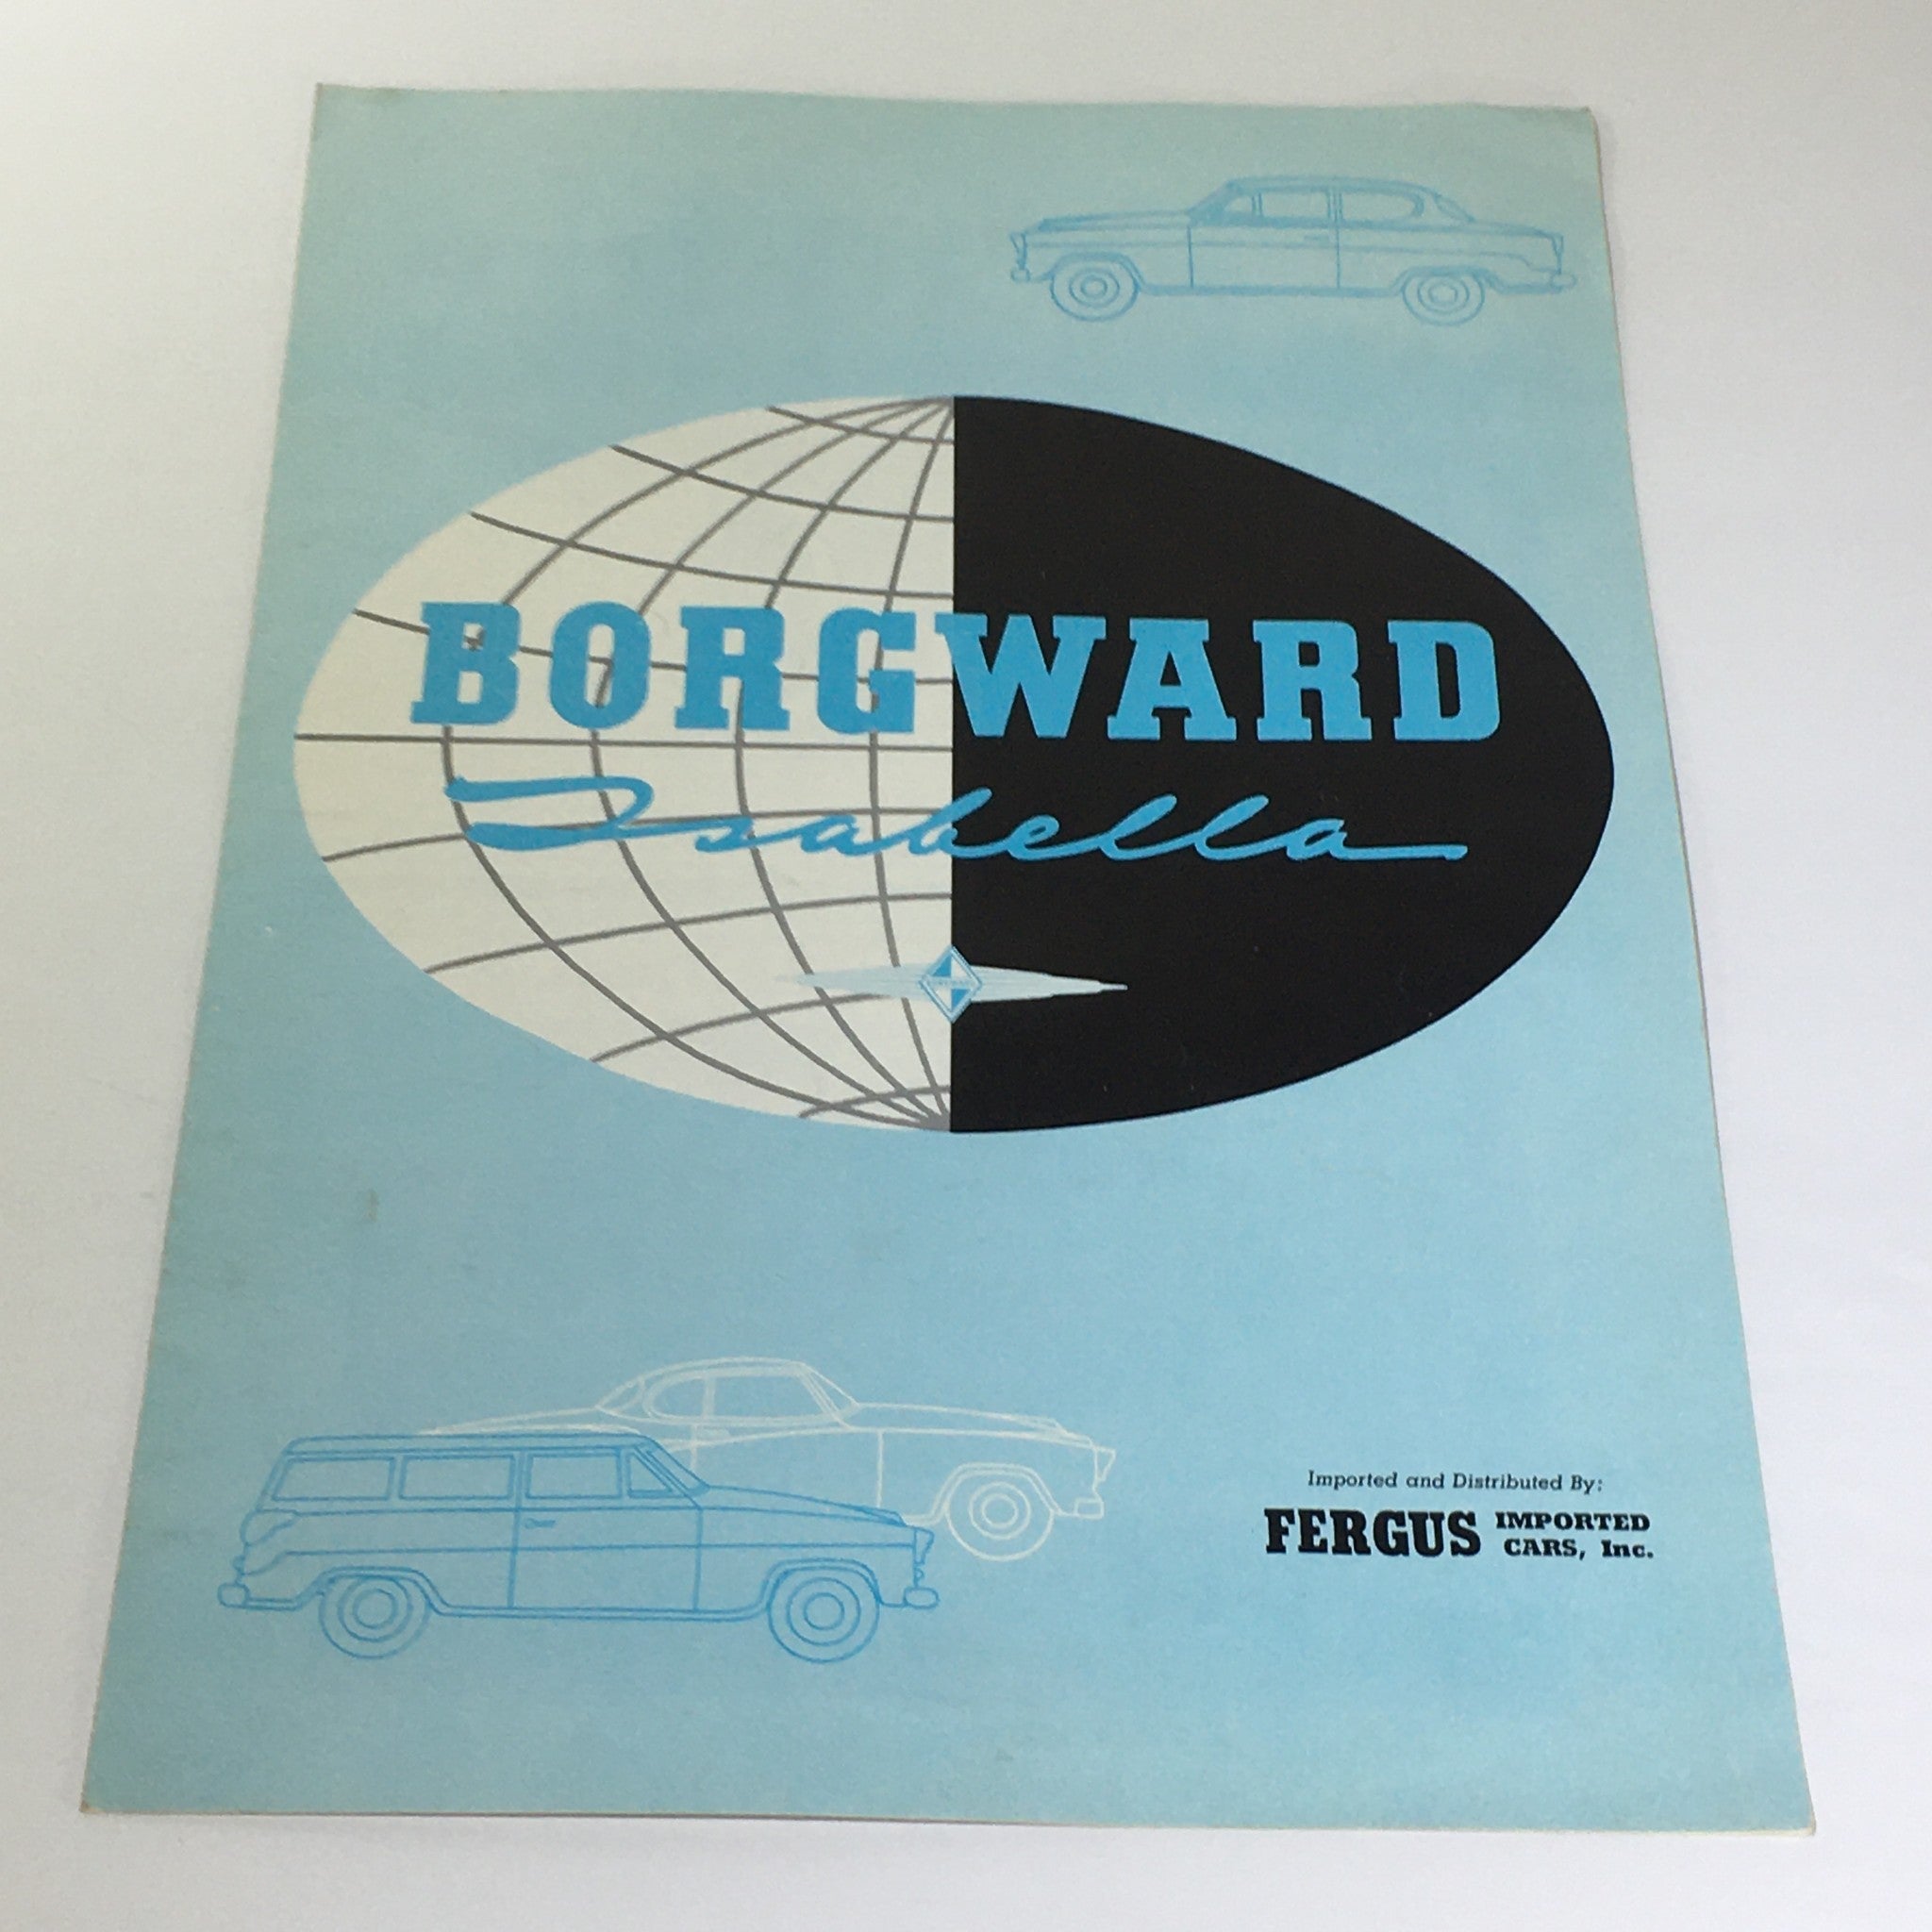 BORGWARD
Isabella
Imported and Distributed By:
FERGUS IMPORTED
CARS, Inc.